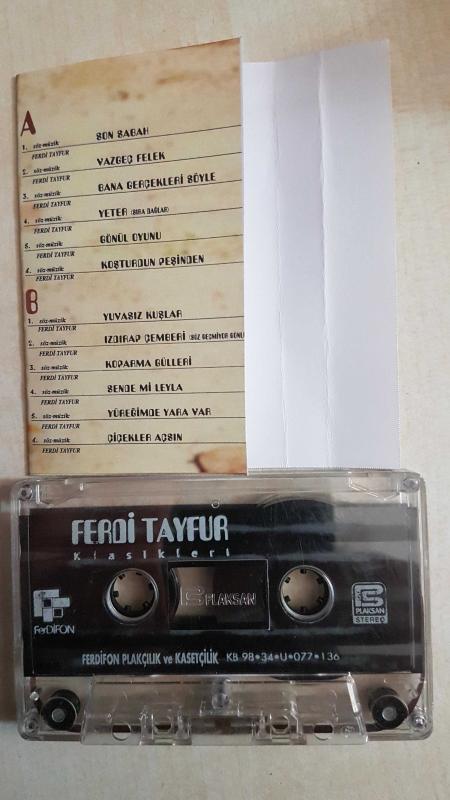 A
1. söz-müzik SON SABAH
FERDİ TAYFUR
2. söz-müzik VAZGEÇ FELEK
FERDİ TAYFUR
3. söz-müzik BANA GERÇEKLERİ SÖYLE
FERDİ TAYFUR
4. söz-müzik YETER (SIRA DAĞLAR)
FERDİ TAYFUR
5. söz-müzik GÖNÜL OYUNU
FERDİ TAYFUR
4. söz-müzik KOŞTURDUN PEŞİNDEN
FERDİ TAYFUR
B
1. söz-müzik YUVASIZ KUŞLAR
FERDİ TAYFUR
2. söz-müzik IZDIRAP ÇEMBERİ (SÖZ GEÇMİYOR
FERDİ TAYFUR
3. söz-müzik KOPARMA GÜLLERİ
FERDİ TAYFUR
4. söz-müzik SENDE Mİ LEYLA
FERDİ TAYFUR
5. söz-müzik YÜREĞİMDE YARA VAR
FERDİ TAYFUR
4. söz-müzik ÇİÇEKLER AÇSIN
FERDİ TAYFUR
FERDİ TAYFUR
Klasikleri
FerDİFON
PLAKSAN
PLAKSAN
STEREO
FERDİFON PLAKÇILIK ve KASETÇİLİK KB 98•34•U•077•136